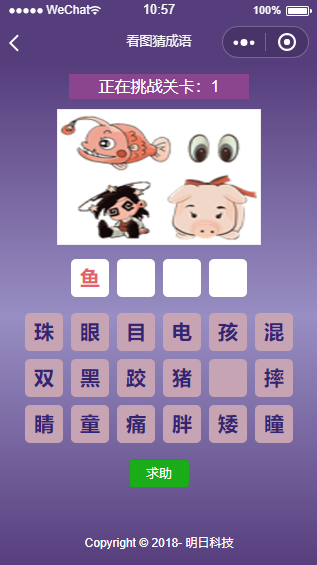 WeChat 10:57 100%
看图猜成语
正在挑战关卡：1
鱼
珠 眼 目 电 孩 混
双 黑 跤 猪 摔
睛 童 痛 胖 矮 瞳
求助
Copyright © 2018- 明日科技